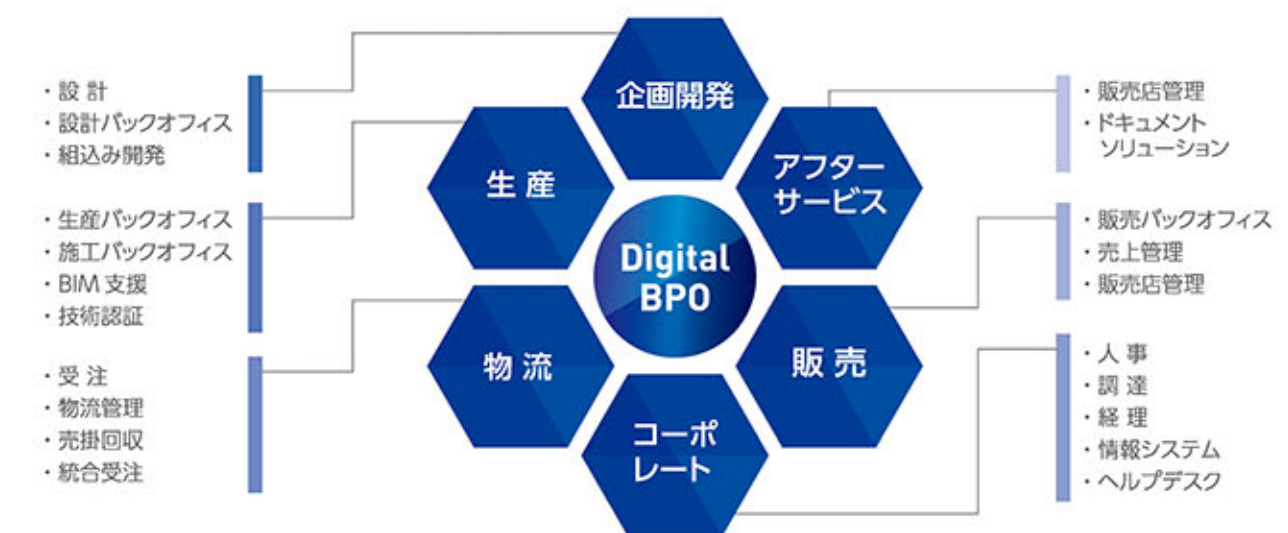 ・設 計
・設計バックオフィス
・組込み開発
・生産バックオフィス
・施工バックオフィス
・BIM 支援
・技術認証
・受 注
・物流管理
・売掛回収
・統合受注
企画開発
生 産
アフター
サービス
Digital
BPO
物 流
販 売
コーポ
レート
・販売店管理
・ドキュメント
ソリューション
・販売バックオフィス
・売上管理
・販売店管理
・人 事
・調 達
・経 理
・情報システム
・ヘルプデスク